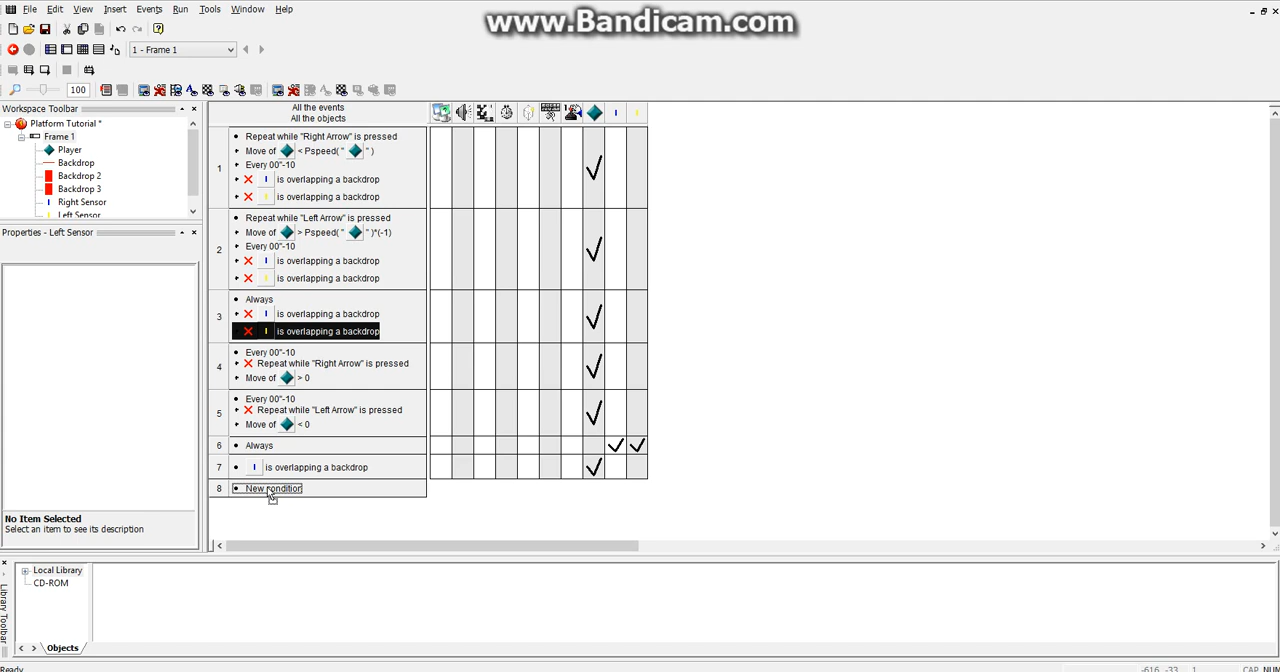 www.Bandicam.com
File Edit View Insert Events Run Tools Window Help
1 - Frame 1
100
Workspace Toolbar
Platform Tutorial *
Frame 1
Player
Backdrop
Backdrop 2
Backdrop 3
Right Sensor
Left Sensor
Properties - Left Sensor
No Item Selected
Select an item to see its description
All the events
All the objects
1
Repeat while "Right Arrow" is pressed
Move of < Pspeed( " " )
Every 00"-10
X is overlapping a backdrop
X is overlapping a backdrop
2
Repeat while "Left Arrow" is pressed
Move of > Pspeed( " " )*(-1)
Every 00"-10
X is overlapping a backdrop
X is overlapping a backdrop
3
Always
X is overlapping a backdrop
X is overlapping a backdrop
4
Every 00"-10
X Repeat while "Right Arrow" is pressed
Move of > 0
5
Every 00"-10
X Repeat while "Left Arrow" is pressed
Move of < 0
6 Always
7 is overlapping a backdrop
8 New condition
Library Toolbar
Local Library
CD-ROM
Objects
Ready
-616, -33 1 CAP NUM